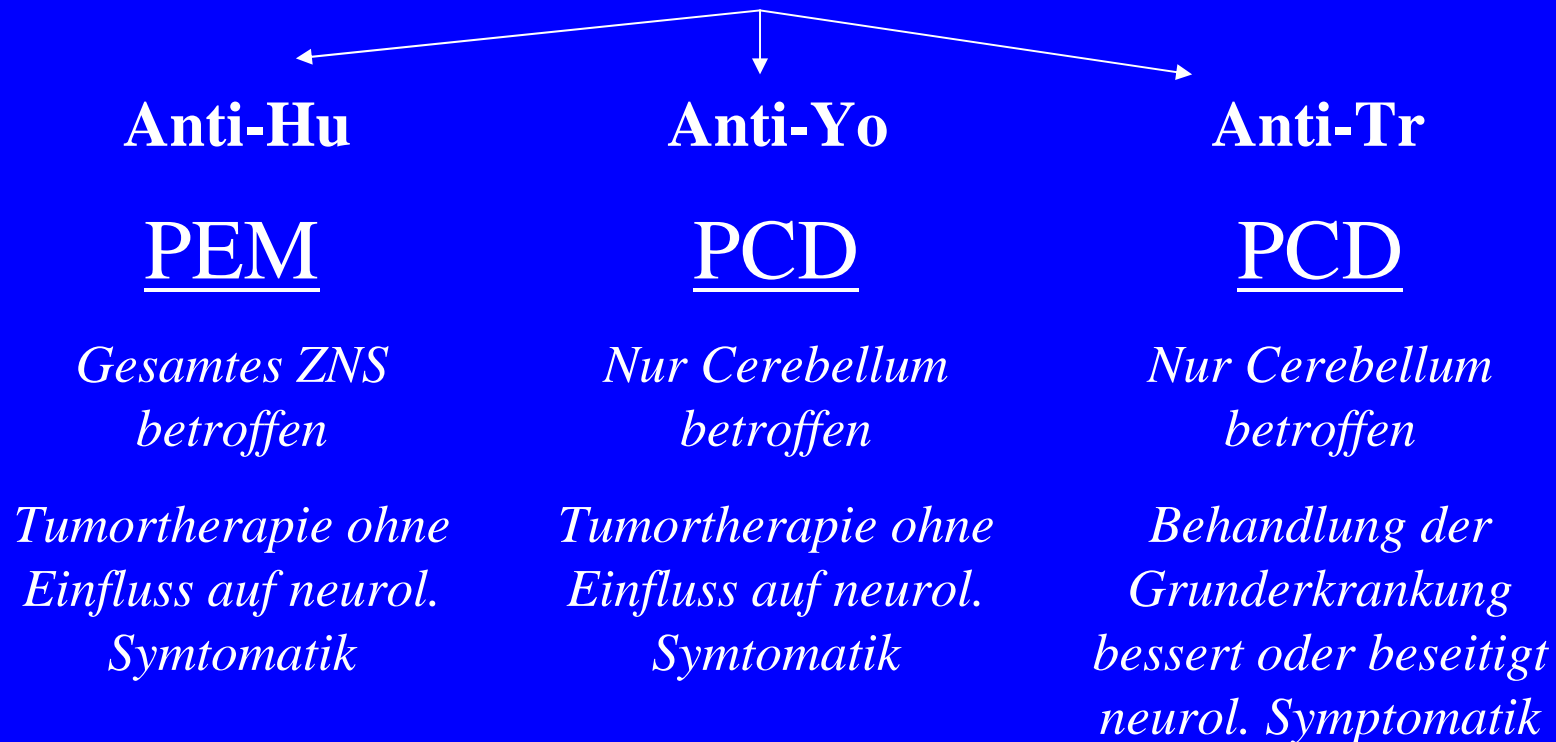 Anti-Hu
PEM
Gesamtes ZNS
betroffen
Tumortherapie ohne
Einfluss auf neurol.
Symtomatik
Anti-Yo
PCD
Nur Cerebellum
betroffen
Tumortherapie ohne
Einfluss auf neurol.
Symtomatik
Anti-Tr
PCD
Nur Cerebellum
betroffen
Behandlung der
Grunderkrankung
bessert oder beseitigt
neurol. Symptomatik